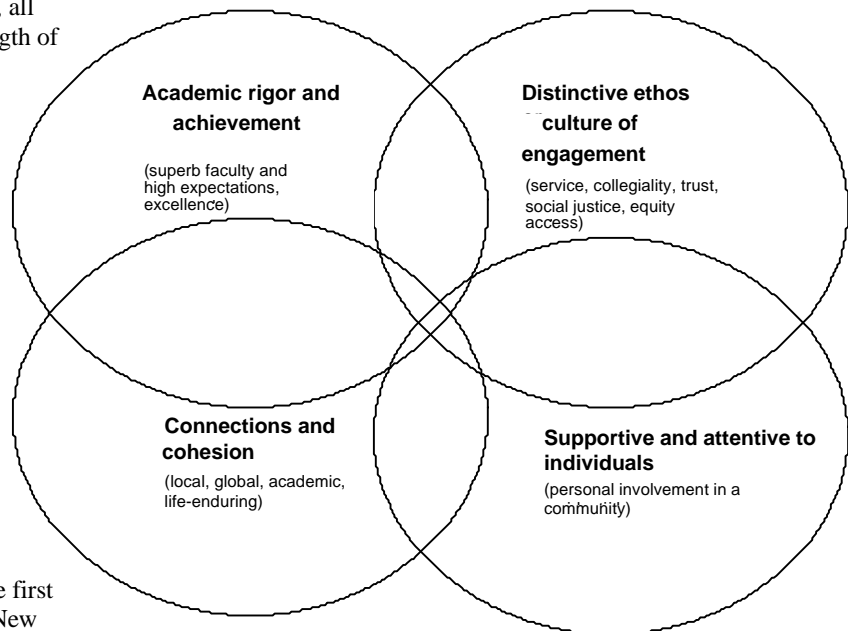 , all
gth of
Academic rigor and
achievement
(superb faculty and
high expectations,
excellence)
Distinctive ethos
culture of
engagement
(service, collegiality, trust,
social justice, equity
access)
Connections and
cohesion
(local, global, academic,
life-enduring)
Supportive and attentive to
individuals
(personal involvement in a
community)
e first
New